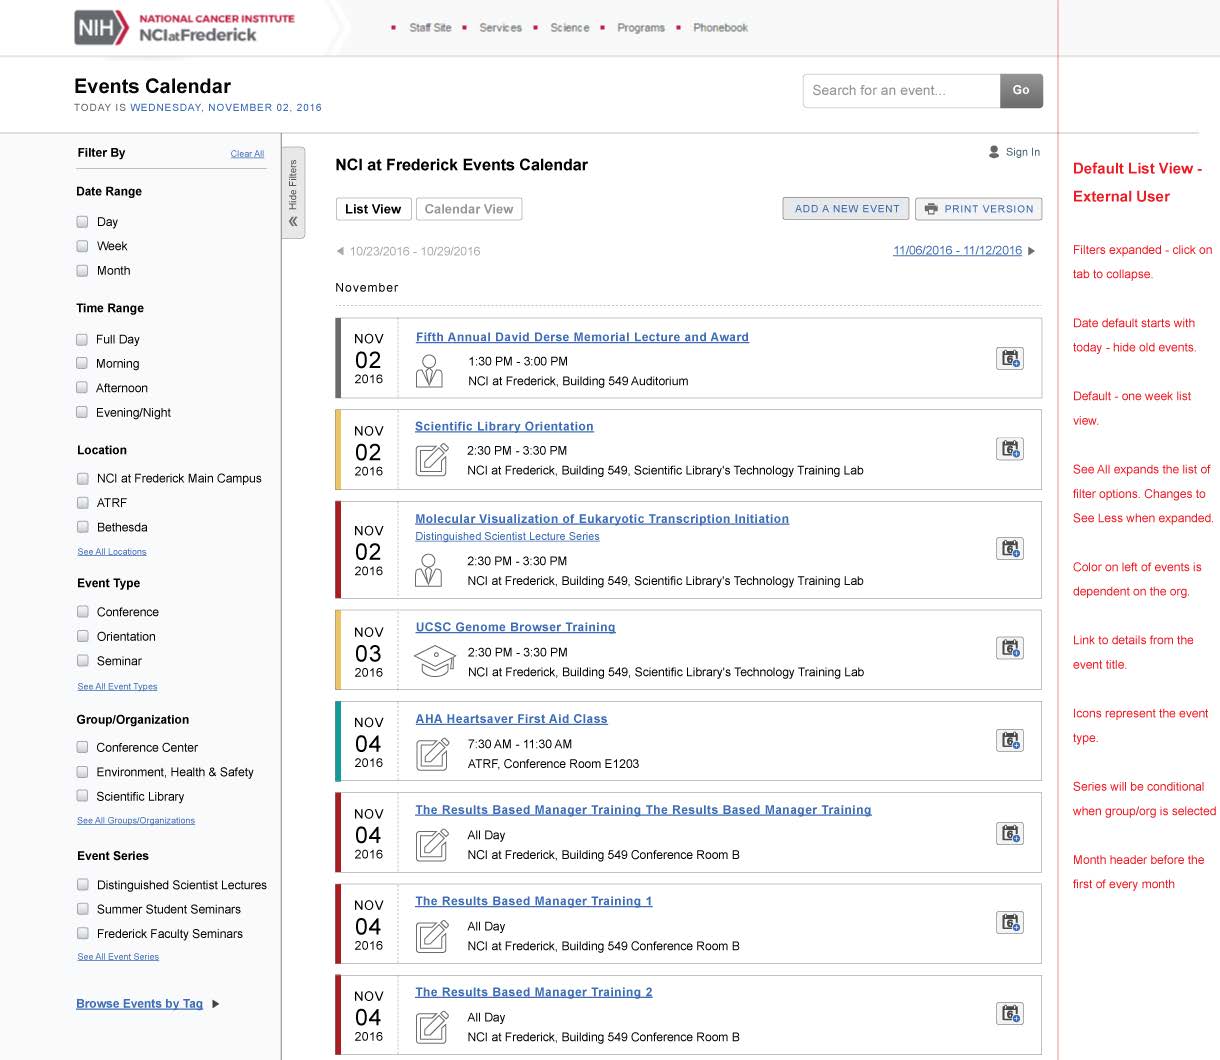 NIH
NATIONAL CANCER INSTITUTE
NCIatFrederick
Staff Site
Services
Science
Programs
Phonebook
Events Calendar
TODAY IS WEDNESDAY, NOVEMBER 02, 2016
Search for an event...
Go
Filter By
Clear All
Date Range
Day
Week
Month
Time Range
Full Day
Morning
Afternoon
Evening/Night
Location
NCI at Frederick Main Campus
ATRF
Bethesda
See All Locations
Event Type
Conference
Orientation
Seminar
See All Event Types
Group/Organization
Conference Center
Environment, Health & Safety
Scientific Library
See All Groups/Organizations
Event Series
Distinguished Scientist Lectures
Summer Student Seminars
Frederick Faculty Seminars
See All Event Series
Browse Events by Tag
Hide Filters
Sign In
NCI at Frederick Events Calendar
List View
Calendar View
ADD A NEW EVENT
PRINT VERSION
10/23/2016 - 10/29/2016
11/06/2016 - 11/12/2016
November
NOV
02
2016
Fifth Annual David Derse Memorial Lecture and Award
1:30 PM - 3:00 PM
NCI at Frederick, Building 549 Auditorium
6
NOV
02
2016
Scientific Library Orientation
2:30 PM - 3:30 PM
NCI at Frederick, Building 549, Scientific Library's Technology Training Lab
6
NOV
02
2016
Molecular Visualization of Eukaryotic Transcription Initiation
Distinguished Scientist Lecture Series
2:30 PM - 3:30 PM
NCI at Frederick, Building 549, Scientific Library's Technology Training Lab
6
NOV
03
2016
UCSC Genome Browser Training
2:30 PM - 3:30 PM
NCI at Frederick, Building 549, Scientific Library's Technology Training Lab
6
NOV
04
2016
AHA Heartsaver First Aid Class
7:30 AM - 11:30 AM
ATRF, Conference Room E1203
6
NOV
04
2016
The Results Based Manager Training The Results Based Manager Training
All Day
NCI at Frederick, Building 549 Conference Room B
6
NOV
04
2016
The Results Based Manager Training 1
All Day
NCI at Frederick, Building 549 Conference Room B
6
NOV
04
2016
The Results Based Manager Training 2
All Day
NCI at Frederick, Building 549 Conference Room B
6
Default List View -
External User
Filters expanded - click on
tab to collapse.
Date default starts with
today - hide old events.
Default - one week list
view.
See All expands the list of
filter options. Changes to
See Less when expanded.
Color on left of events is
dependent on the org.
Link to details from the
event title.
Icons represent the event
type.
Series will be conditional
when group/org is selected
Month header before the
first of every month